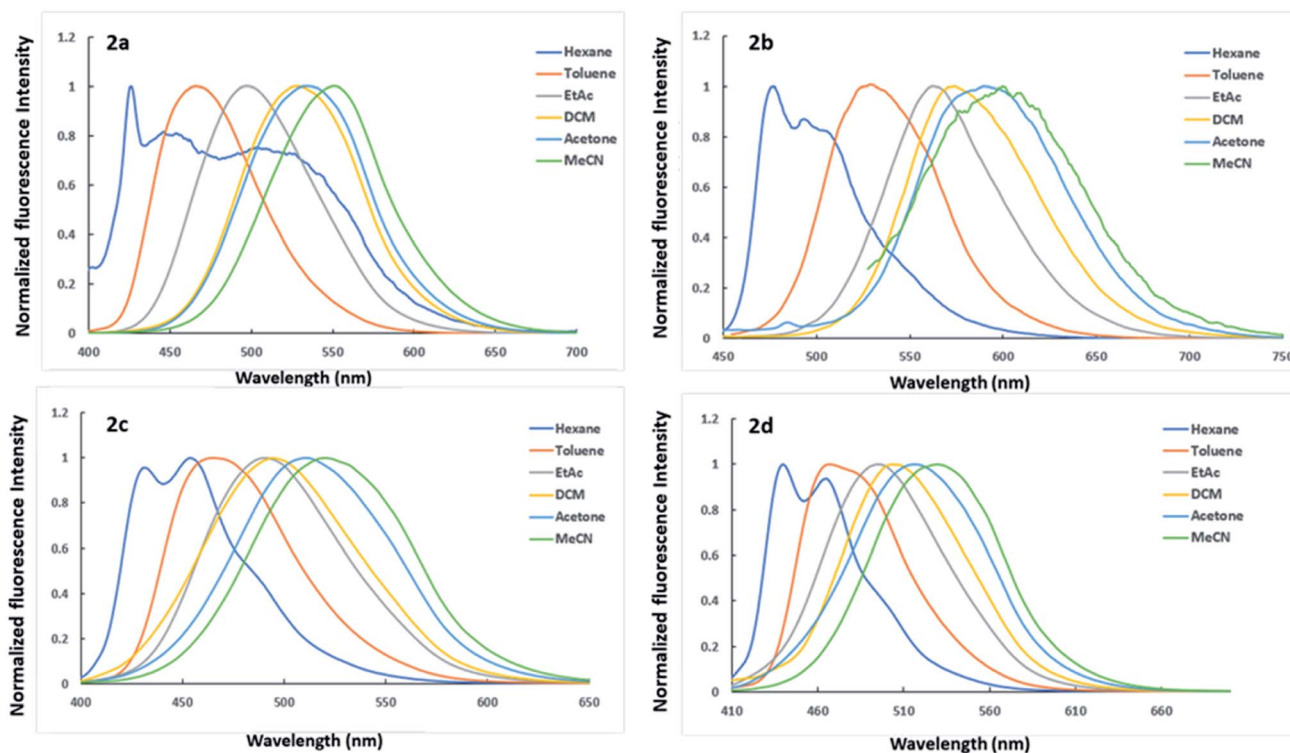 2a
Normalized fluorescence Intensity
1.2
1
0.8
0.6
0.4
0.2
0
400 450 500 550 600 650 700
Wavelength (nm)
Hexane
Toluene
EtAc
DCM
Acetone
MeCN
2b
Normalized fluorescence Intensity
1.2
1
0.8
0.6
0.4
0.2
0
450 500 550 600 650 700 750
Wavelength (nm)
Hexane
Toluene
EtAc
DCM
Acetone
MeCN
2c
Normalized fluorescence Intensity
1.2
1
0.8
0.6
0.4
0.2
0
400 450 500 550 600 650
Wavelength (nm)
Hexane
Toluene
EtAc
DCM
Acetone
MeCN
2d
Normalized fluorescence Intensity
1.2
1
0.8
0.6
0.4
0.2
0
410 460 510 560 610 660
Wavelength (nm)
Hexane
Toluene
EtAc
DCM
Acetone
MeCN